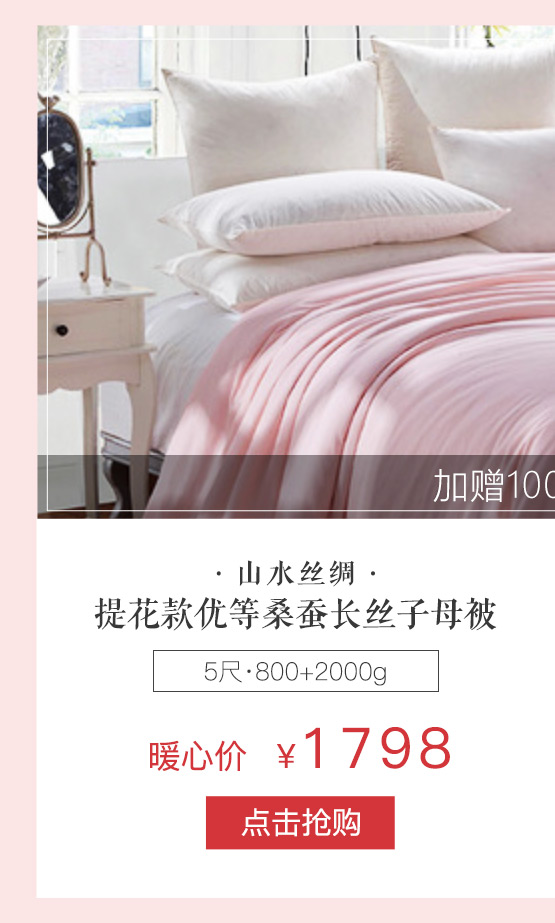 加赠100
· 山水丝绸 ·
提花款优等桑蚕长丝子母被
5尺·800+2000g
暖心价 ¥1798
点击抢购